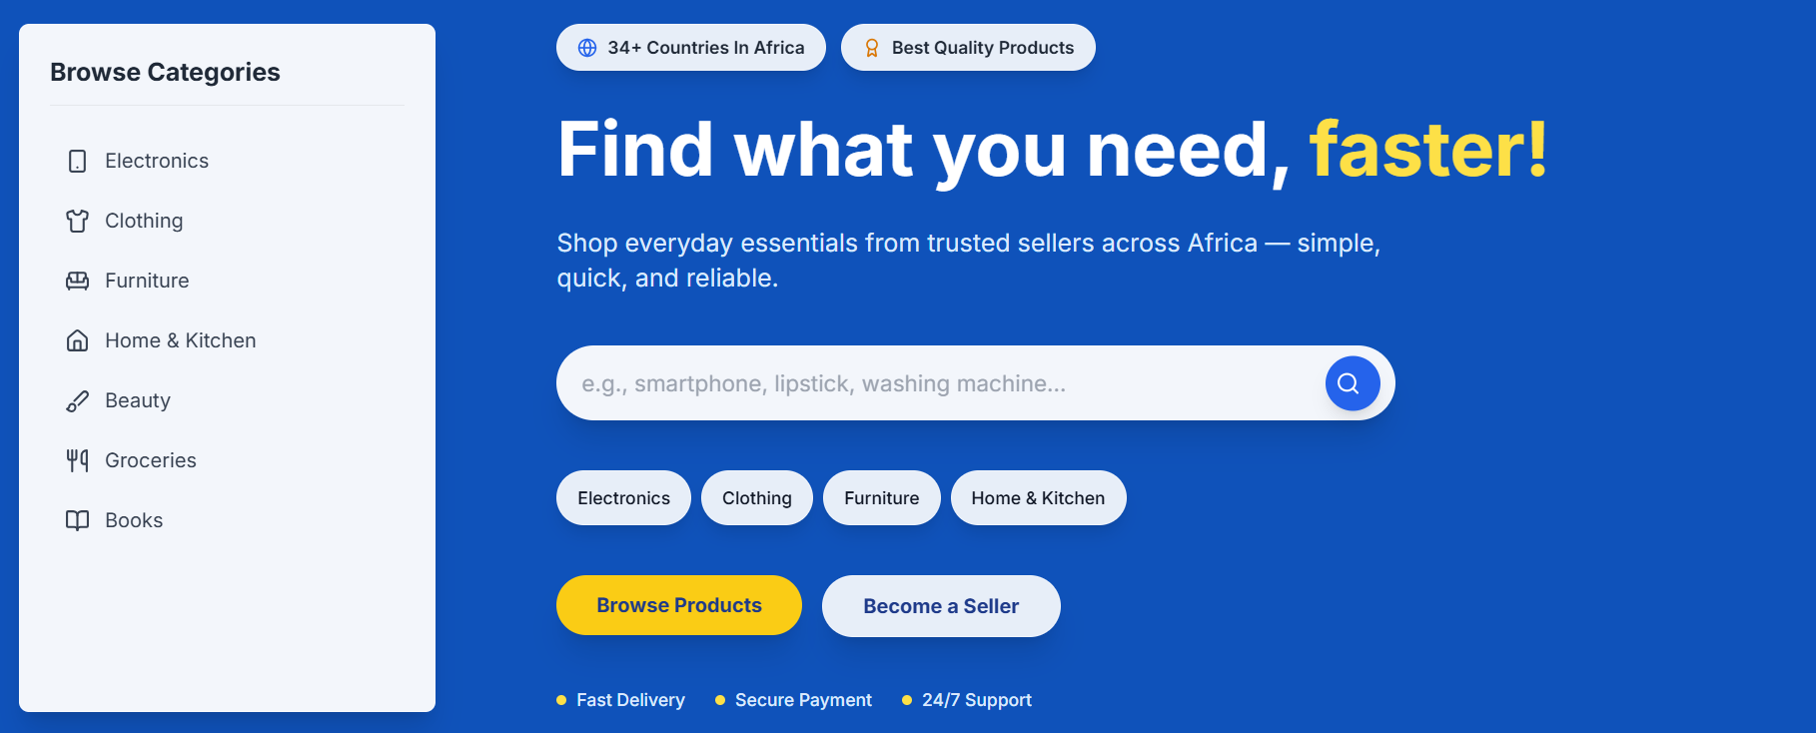 Browse Categories
Electronics
Clothing
Furniture
Home & Kitchen
Beauty
Groceries
Books
34+ Countries In Africa
Best Quality Products
Find what you need, faster!
Shop everyday essentials from trusted sellers across Africa — simple,
quick, and reliable.
e.g., smartphone, lipstick, washing machine...
Electronics
Clothing
Furniture
Home & Kitchen
Browse Products
Become a Seller
Fast Delivery
Secure Payment
24/7 Support